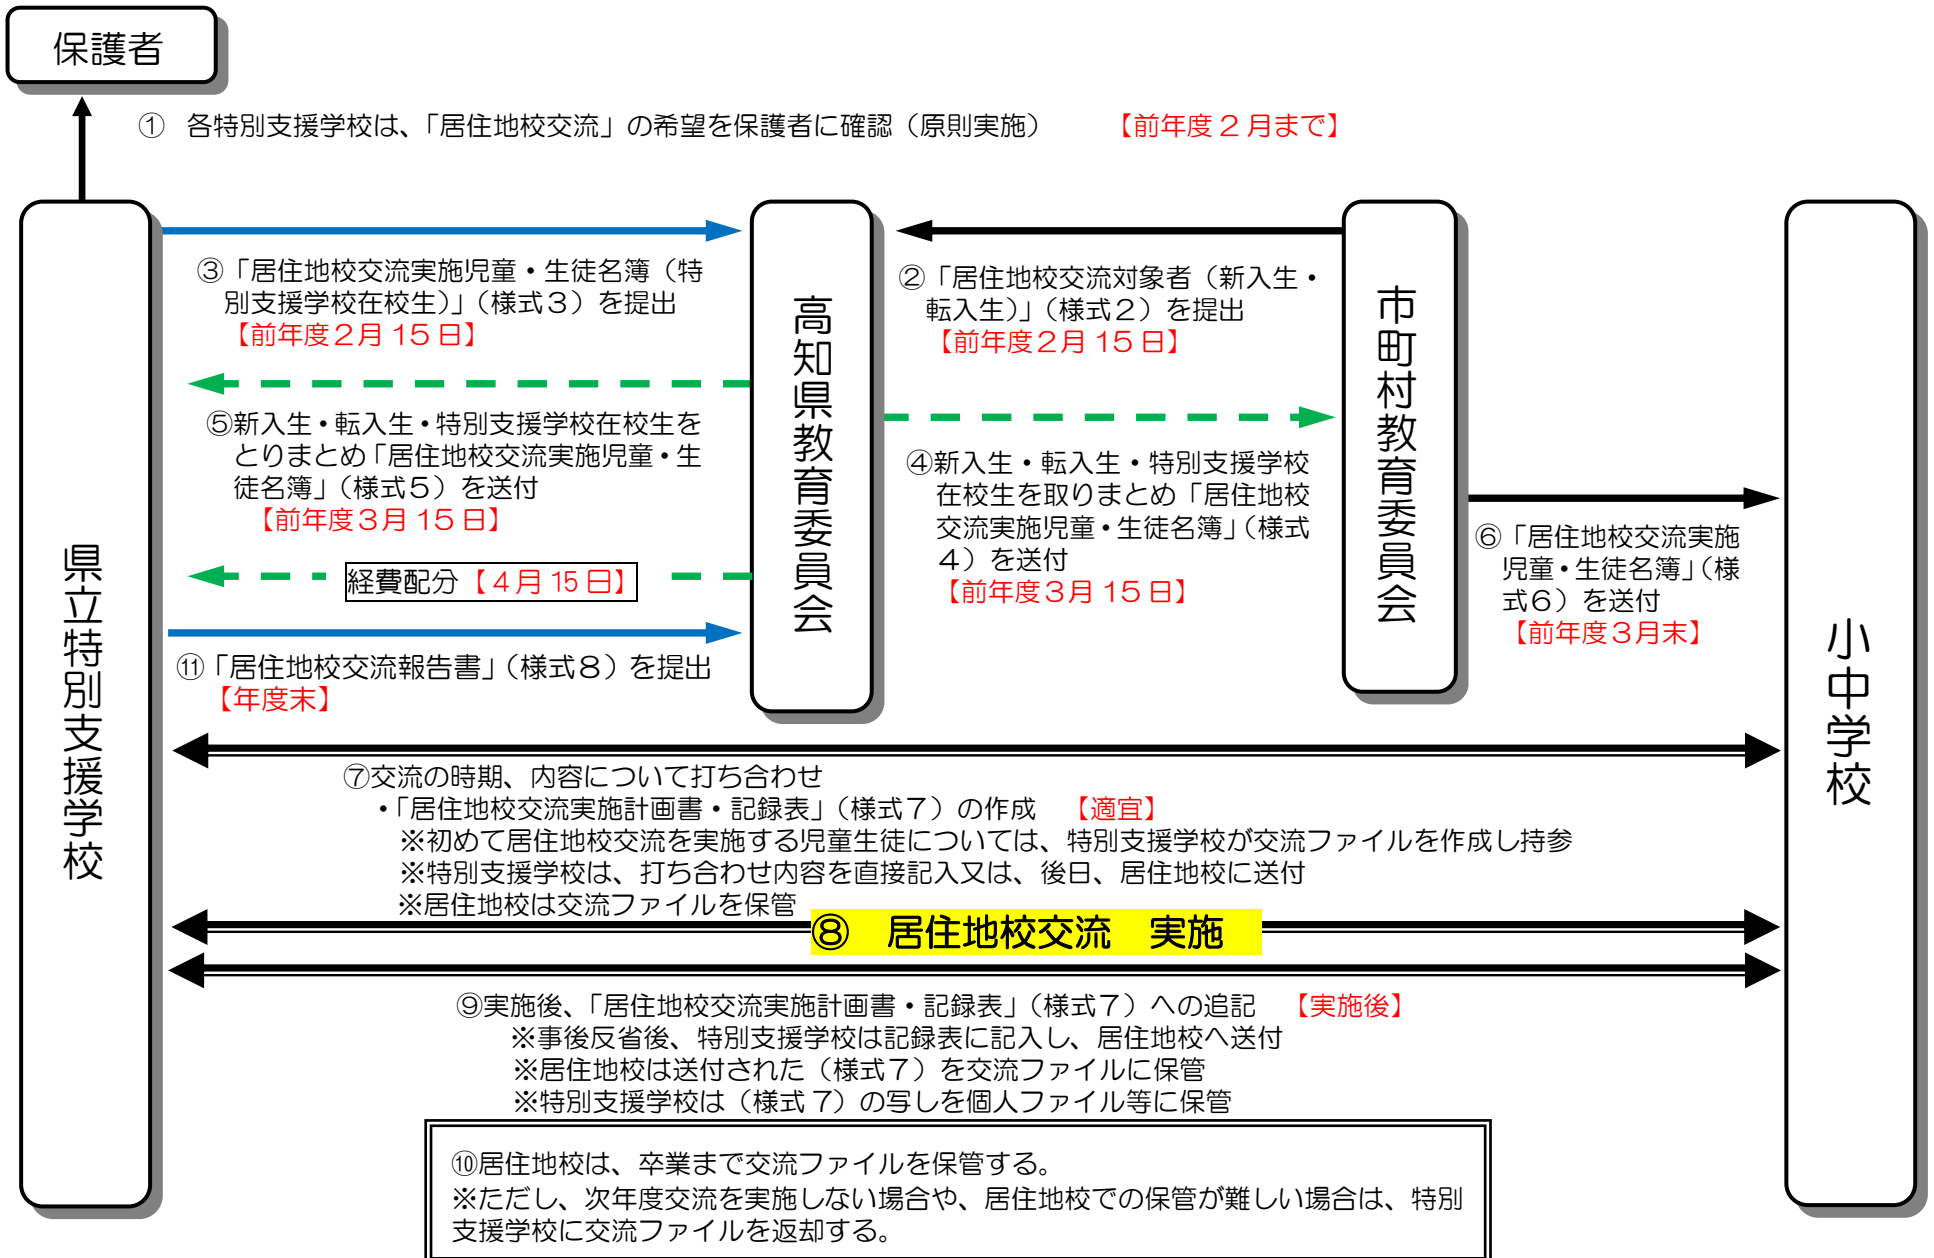 保護者
① 各特別支援学校は、「居住地校交流」の希望を保護者に確認（原則実施） 【前年度２月まで】
県立特別支援学校
高知県教育委員会
市町村教育委員会
小中学校
③「居住地校交流実施児童・生徒名簿（特
別支援学校在校生）」（様式３）を提出
【前年度２月 15 日】
②「居住地校交流対象者（新入生・
転入生）」（様式２）を提出
【前年度２月 15 日】
⑤新入生・転入生・特別支援学校在校生を
とりまとめ「居住地校交流実施児童・生
徒名簿」（様式５）を送付
【前年度３月 15 日】
④新入生・転入生・特別支援学校
在校生を取りまとめ「居住地校
交流実施児童・生徒名簿」（様式
４）を送付
【前年度３月 15 日】
⑥「居住地校交流実施
児童・生徒名簿」（様
式６）を送付
【前年度３月末】
経費配分【４月 15 日】
⑪「居住地校交流報告書」（様式８）を提出
【年度末】
⑦交流の時期、内容について打ち合わせ
・「居住地校交流実施計画書・記録表」（様式７）の作成 【適宜】
※初めて居住地校交流を実施する児童生徒については、特別支援学校が交流ファイルを作成し持参
※特別支援学校は、打ち合わせ内容を直接記入又は、後日、居住地校に送付
※居住地校は交流ファイルを保管
⑧ 居住地校交流 実施
⑨実施後、「居住地校交流実施計画書・記録表」（様式７）への追記 【実施後】
※事後反省後、特別支援学校は記録表に記入し、居住地校へ送付
※居住地校は送付された（様式７）を交流ファイルに保管
※特別支援学校は（様式７）の写しを個人ファイル等に保管
⑩居住地校は、卒業まで交流ファイルを保管する。
※ただし、次年度交流を実施しない場合や、居住地校での保管が難しい場合は、特別
支援学校に交流ファイルを返却する。